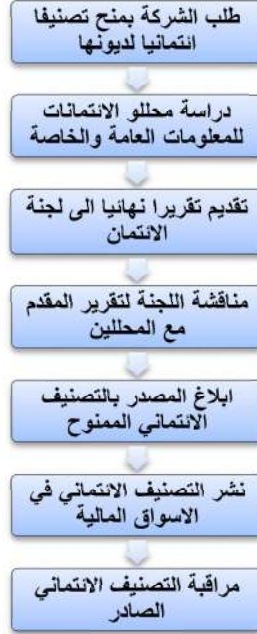 طلب الشركة بمنح تصنيفا
ائتمانيا لديونها
دراسة محللو الائتمانات
للمعلومات العامة والخاصة
تقديم تقريرا نهائيا الى لجنة
الائتمان
مناقشة اللجنة لتقرير المقدم
مع المحللين
ابلاغ المصدر بالتصنيف
الائتماني الممنوح
نشر التصنيف الائتماني في
الاسواق المالية
مراقبة التصنيف الائتماني
الصادر